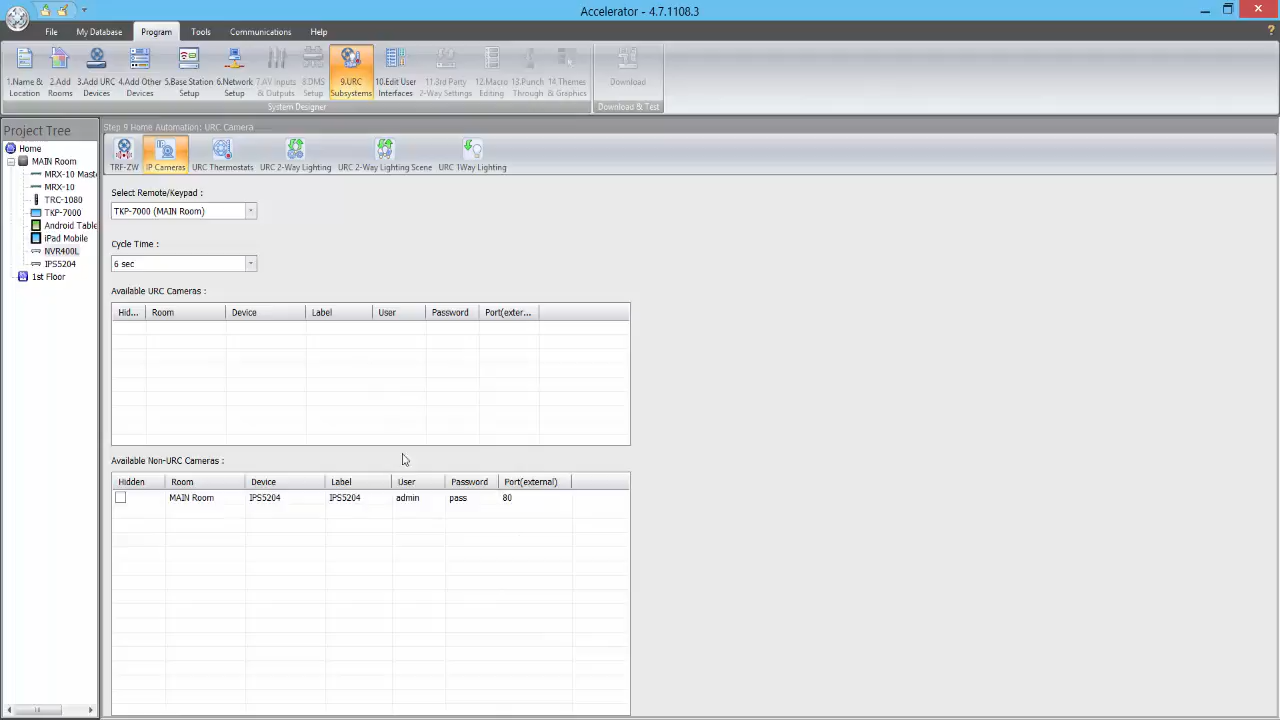 Accelerator - 4.7.1108.3
File My Database Program Tools Communications Help
1.Name & Location
2.Add Rooms
3.Add URC Devices
4.Add Other Devices
5.Base Station Setup
6.Network Setup
7.AV Inputs & Outputs
8.DMS Setup
9.URC Subsystems
10.Edit User Interfaces
11.3rd Party 2-Way Settings
12.Macro Editing
13.Punch Through
14.Themes & Graphics
Download
System Designer
Download & Test
Project Tree
Home
MAIN Room
MRX-10 Mast
MRX-10
TRC-1080
TKP-7000
Android Table
iPad Mobile
NVR400L
IPS5204
1st Floor
Step 9 Home Automation: URC Camera
TRF-ZW IP Cameras URC Thermostats URC 2-Way Lighting URC 2-Way Lighting Scene URC 1Way Lighting
Select Remote/Keypad :
TKP-7000 (MAIN Room)
Cycle Time :
6 sec
Available URC Cameras :
Hid... Room Device Label User Password Port(exter...
Available Non-URC Cameras :
Hidden Room Device Label User Password Port(external)
MAIN Room IPS5204 IPS5204 admin pass 80